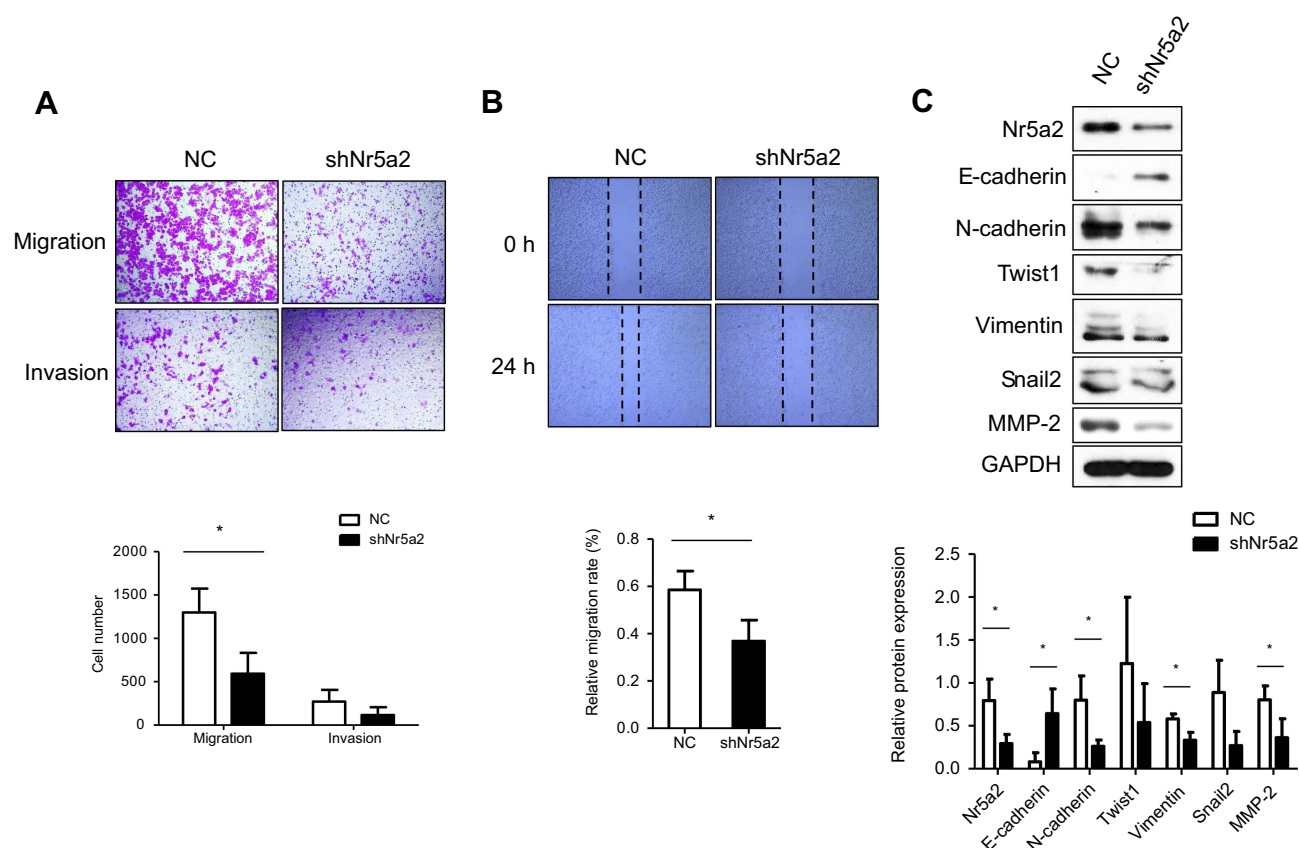 A
NC shNr5a2
Migration
Invasion
NC
shNr5a2
*
2000
1500
1000
500
0
Cell number
Migration Invasion
B
NC shNr5a2
0 h
24 h
*
0.8
0.6
0.4
0.2
0.0
Relative migration rate (%)
NC shNr5a2
C
NC shNr5a2
Nr5a2
E-cadherin
N-cadherin
Twist1
Vimentin
Snail2
MMP-2
GAPDH
NC
shNr5a2
2.5
2.0
1.5
1.0
0.5
0.0
Relative protein expression
* * * * *
Nr5a2 E-cadherin N-cadherin Twist1 Vimentin Snail2 MMP-2